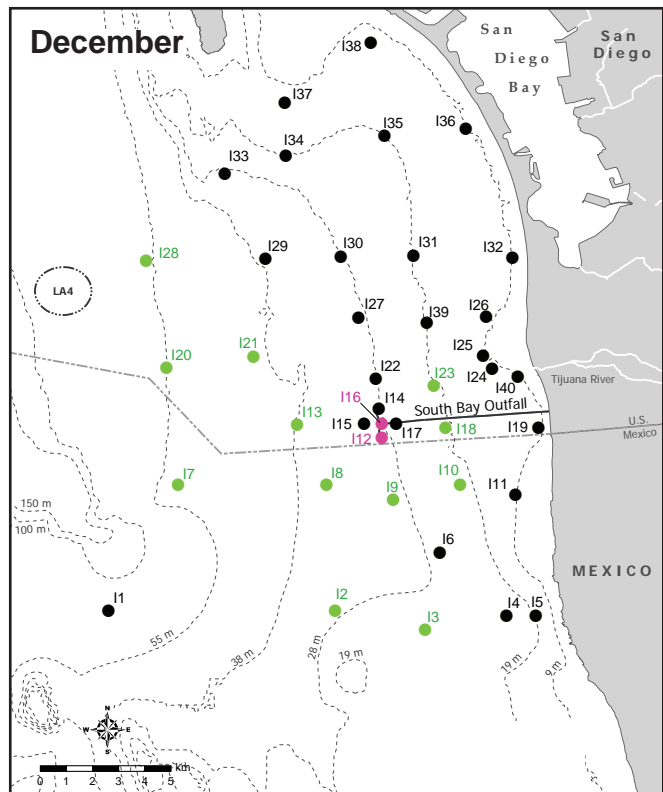 December
San
Diego
Bay
San
Diego
I38
I37
I36
I35
I34
I33
I28
I29
I30
I31
I32
LA4
I27
I39
I26
I20
I21
I22
I23
I25
I24
I40
Tijuana River
I16
I14
South Bay Outfall
I13
I15
I17
I12
I18
I19
U.S.
Mexico
I7
I8
I9
I10
I11
150 m
100 m
I6
MEXICO
I1
I2
I3
I4
I5
55 m
38 m
28 m
19 m
19 m
9 m
N
W
E
S
km
0 1 2 3 4 5